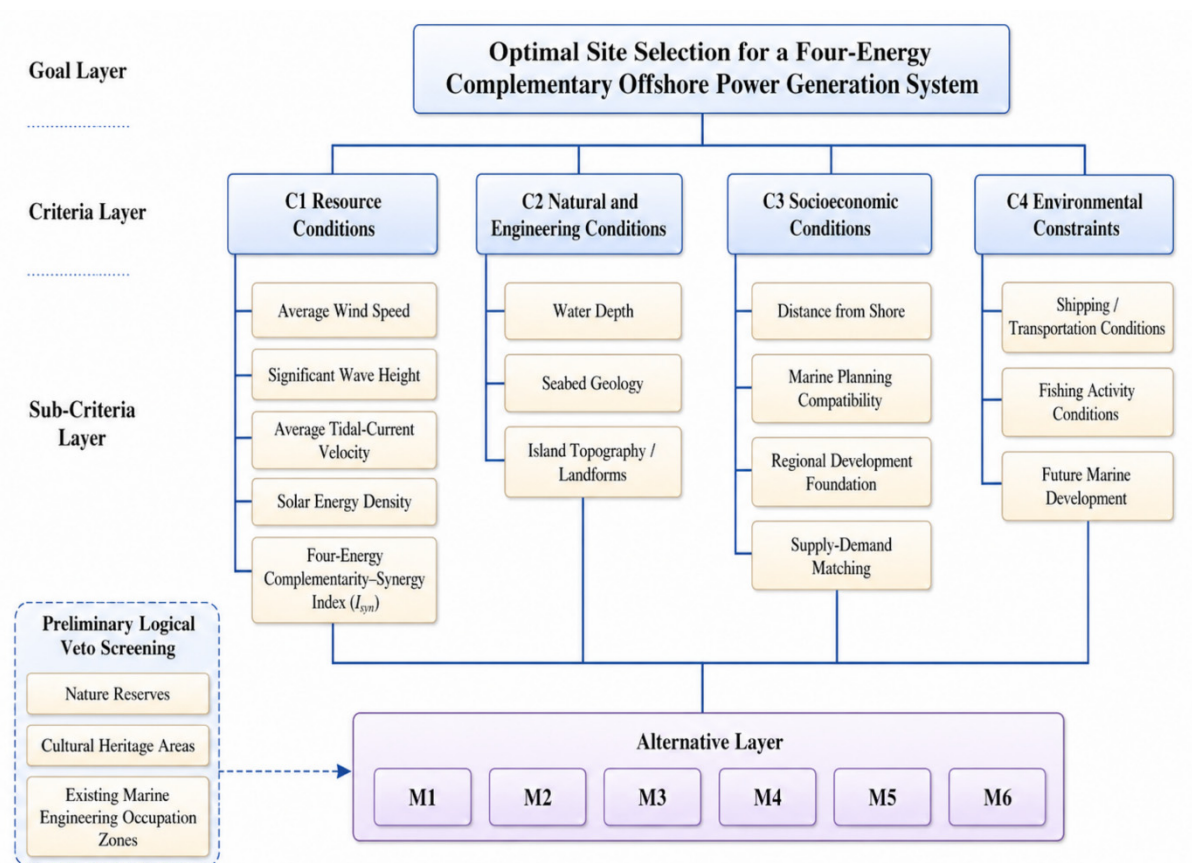 Goal Layer
Optimal Site Selection for a Four-Energy
Complementary Offshore Power Generation System
Criteria Layer
C1 Resource
Conditions
C2 Natural and
Engineering Conditions
C3 Socioeconomic
Conditions
C4 Environmental
Constraints
Sub-Criteria
Layer
Average Wind Speed
Significant Wave Height
Average Tidal-Current
Velocity
Solar Energy Density
Four-Energy
Complementarity–Synergy
Index (Isyn)
Water Depth
Seabed Geology
Island Topography /
Landforms
Distance from Shore
Marine Planning
Compatibility
Regional Development
Foundation
Supply-Demand
Matching
Shipping /
Transportation Conditions
Fishing Activity
Conditions
Future Marine
Development
Preliminary Logical
Veto Screening
Nature Reserves
Cultural Heritage Areas
Existing Marine
Engineering Occupation
Zones
Alternative Layer
M1
M2
M3
M4
M5
M6